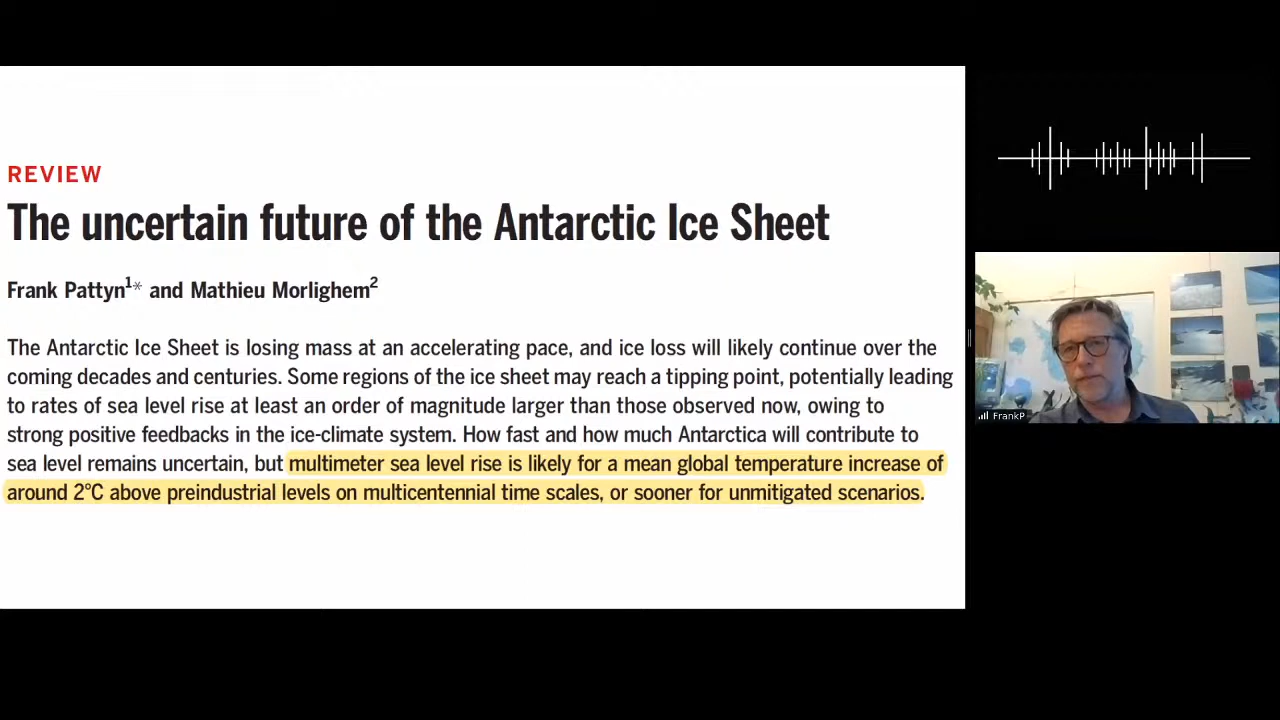 REVIEW
The uncertain future of the Antarctic Ice Sheet
Frank Pattyn1* and Mathieu Morlighem2
The Antarctic Ice Sheet is losing mass at an accelerating pace, and ice loss will likely continue over the
coming decades and centuries. Some regions of the ice sheet may reach a tipping point, potentially leading
to rates of sea level rise at least an order of magnitude larger than those observed now, owing to
strong positive feedbacks in the ice-climate system. How fast and how much Antarctica will contribute to
sea level remains uncertain, but multimeter sea level rise is likely for a mean global temperature increase of
around 2°C above preindustrial levels on multicentennial time scales, or sooner for unmitigated scenarios.
FrankP